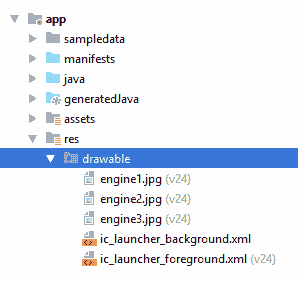 app
sampledata
manifests
java
generatedJava
assets
res
drawable
engine1.jpg (v24)
engine2.jpg (v24)
engine3.jpg (v24)
ic_launcher_background.xml
ic_launcher_foreground.xml (v24)